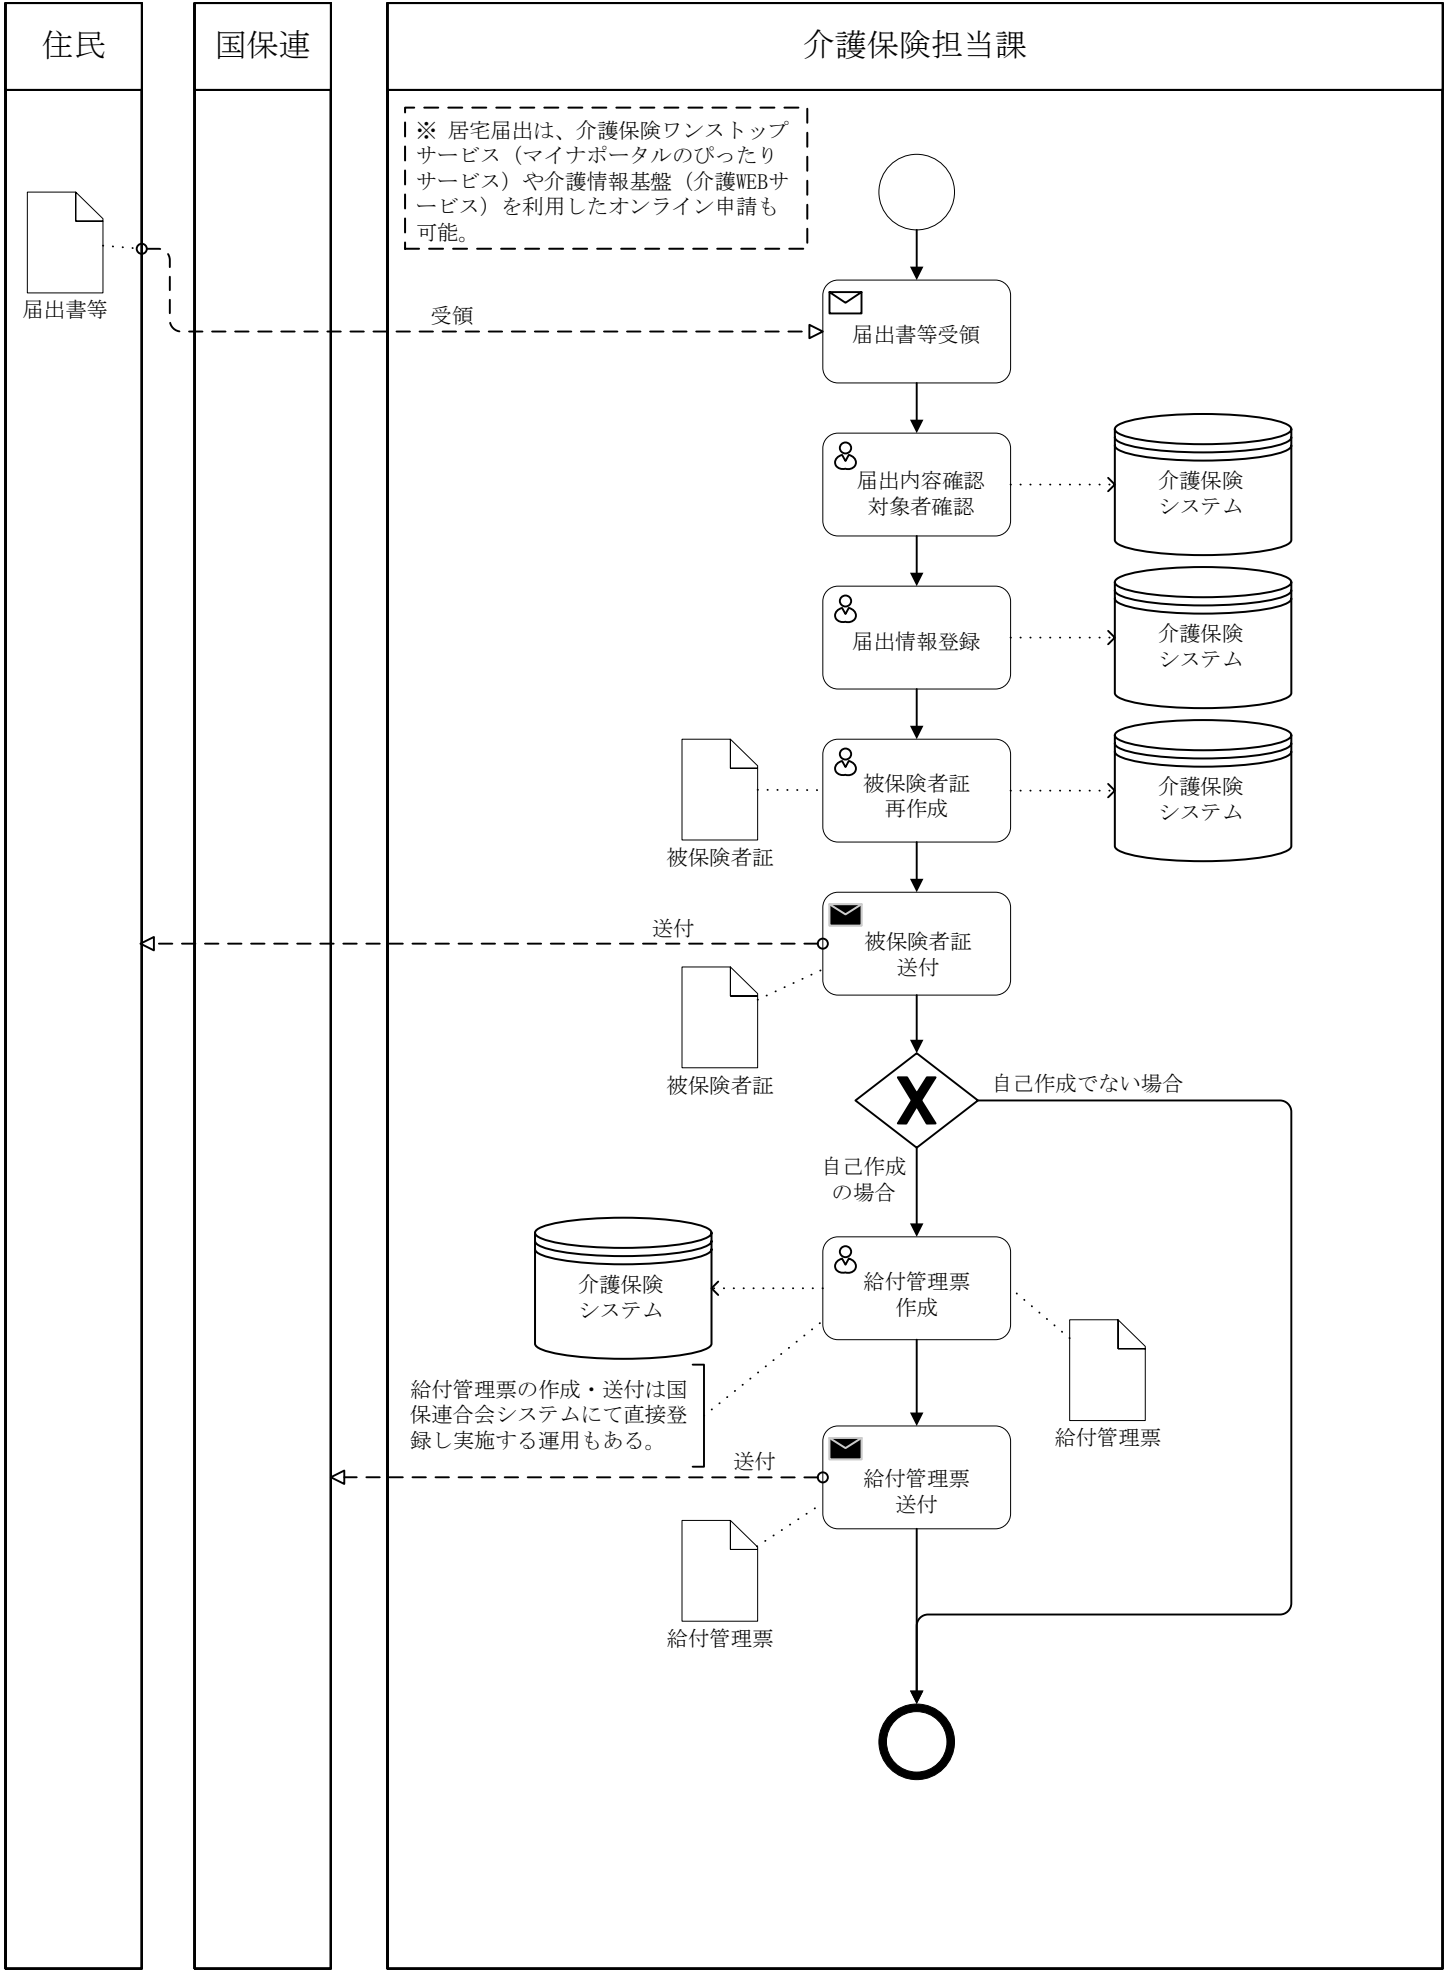 住民
国保連
介護保険担当課
※ 居宅届出は、介護保険ワンストップ
サービス（マイナポータルのぴったり
サービス）や介護情報基盤（介護WEBサ
ービス）を利用したオンライン申請も
可能。
届出書等
受領
届出書等受領
届出内容確認
対象者確認
介護保険
システム
届出情報登録
介護保険
システム
被保険者証
再作成
介護保険
システム
被保険者証
送付
被保険者証
送付
被保険者証
自己作成でない場合
自己作成
の場合
介護保険
システム
給付管理票
作成
給付管理票
給付管理票の作成・送付は国
保連合会システムにて直接登
録し実施する運用もある。
送付
給付管理票
送付
給付管理票